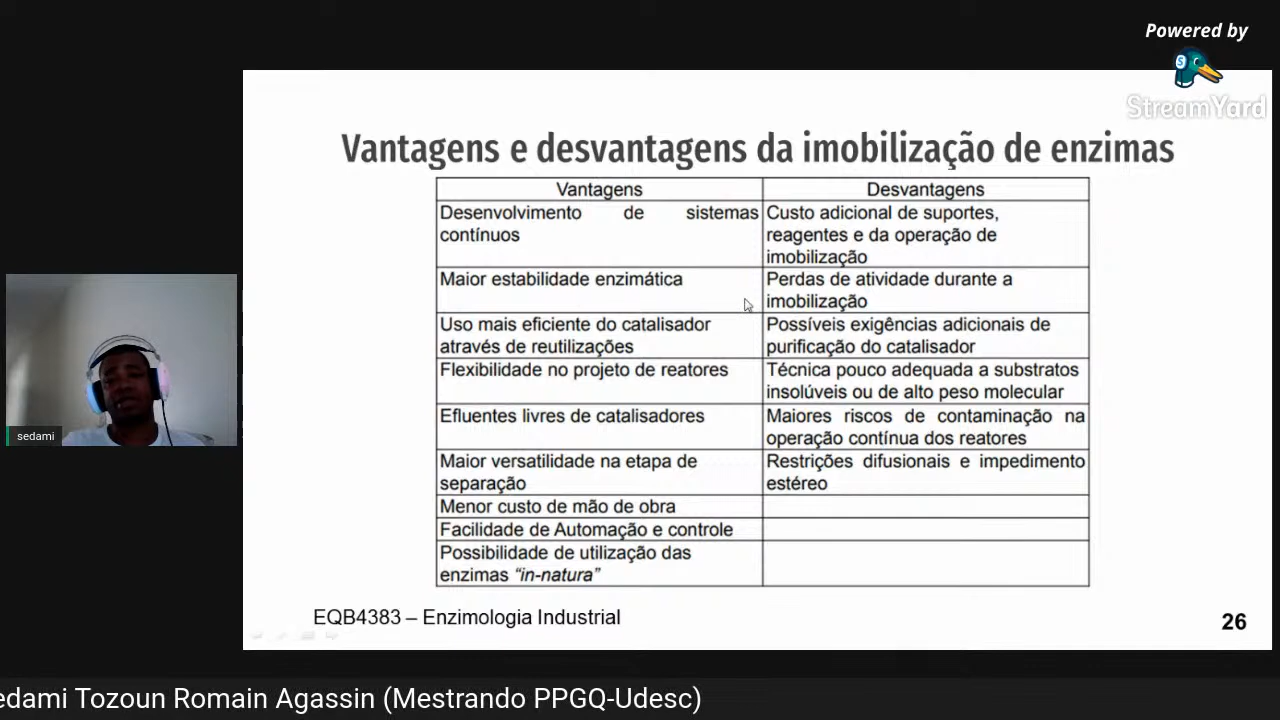 Powered by
StreamYard
Vantagens e desvantagens da imobilização de enzimas
Vantagens
Desvantagens
Desenvolvimento de sistemas
contínuos
Custo adicional de suportes,
reagentes e da operação de
imobilização
Maior estabilidade enzimática
Perdas de atividade durante a
imobilização
Uso mais eficiente do catalisador
através de reutilizações
Possíveis exigências adicionais de
purificação do catalisador
Flexibilidade no projeto de reatores
Técnica pouco adequada a substratos
insolúveis ou de alto peso molecular
Efluentes livres de catalisadores
Maiores riscos de contaminação na
operação contínua dos reatores
Maior versatilidade na etapa de
separação
Restrições difusionais e impedimento
estéreo
Menor custo de mão de obra
Facilidade de Automação e controle
Possibilidade de utilização das
enzimas “in-natura”
EQB4383 – Enzimologia Industrial
26
sedami
edami Tozoun Romain Agassin (Mestrando PPGQ-Udesc)